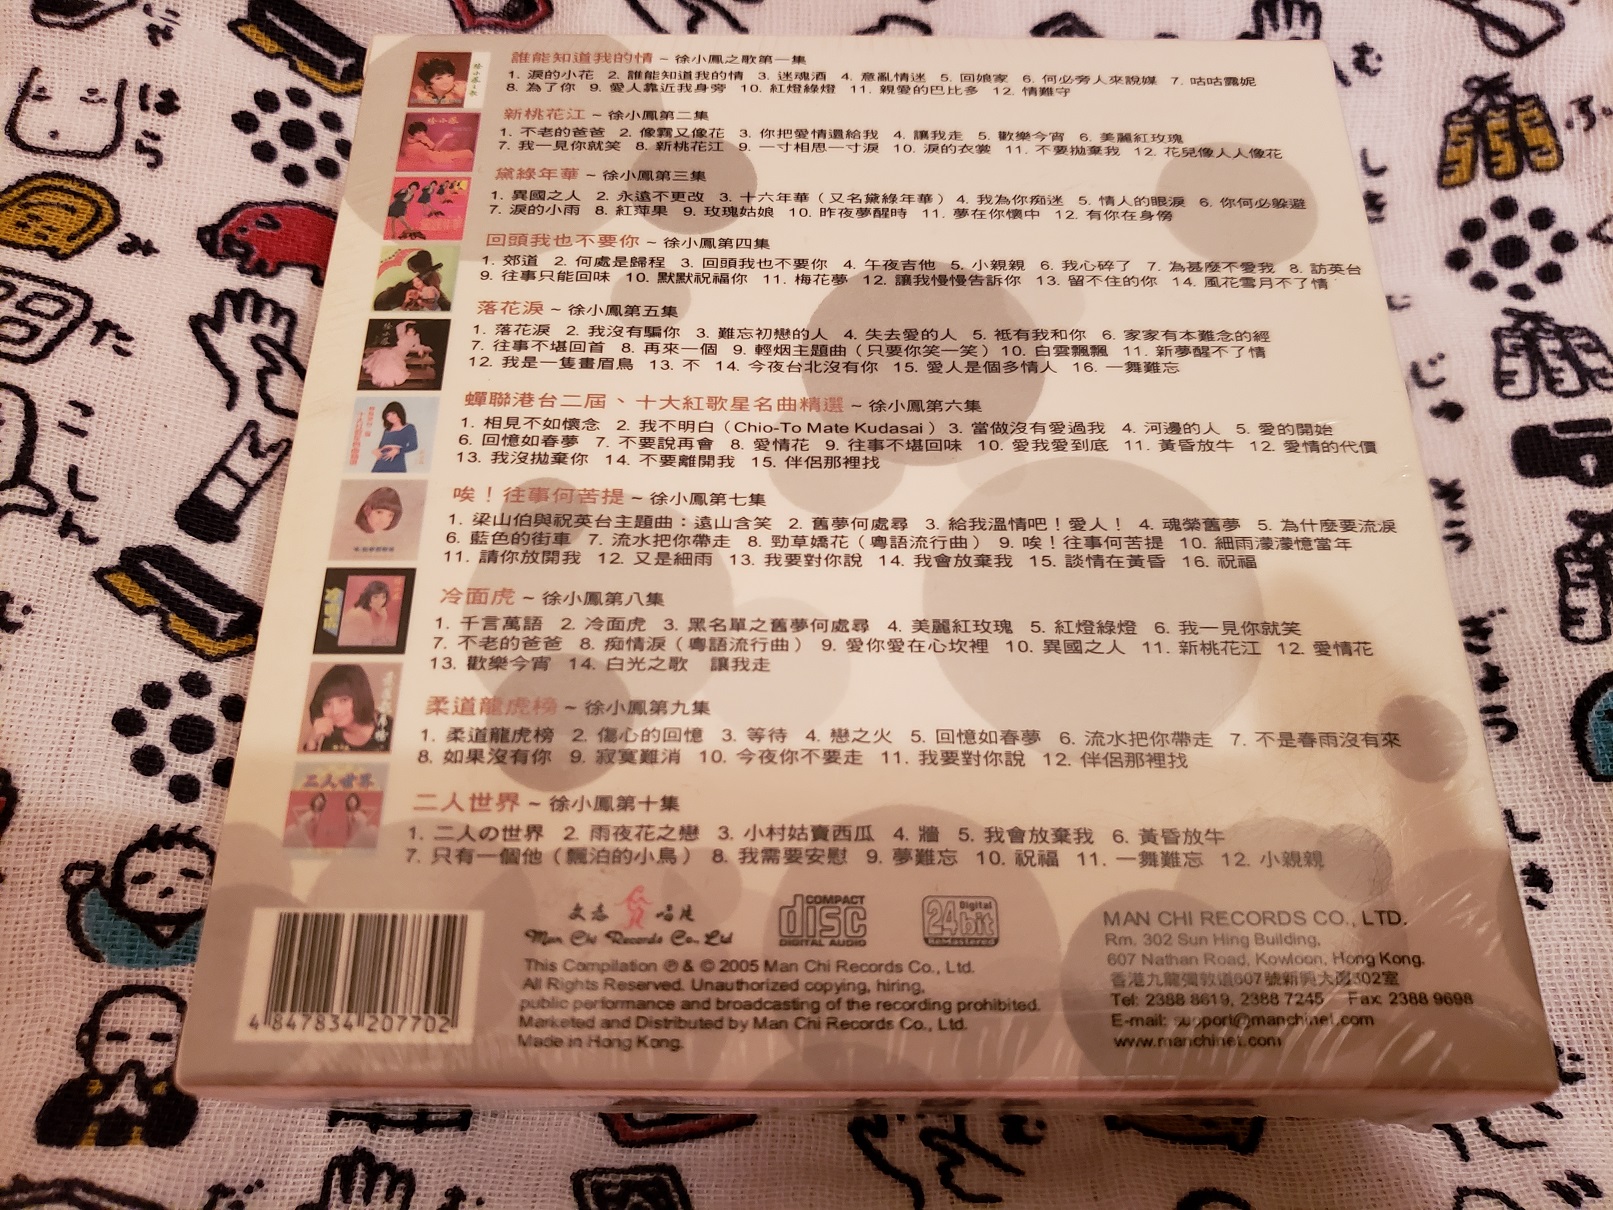 誰能知道我的情 ~ 徐小鳳之歌第一集
1. 淚的小花 2. 誰能知道我的情 3. 迷魂酒 4. 意亂情迷 5. 回娘家 6. 何必旁人來說媒 7. 咕咕露妮
8. 為了你 9. 愛人靠近我身旁 10. 紅燈綠燈 11. 親愛的巴比多 12. 情難守
新桃花江 ~ 徐小鳳第二集
1. 不老的爸爸 2. 像霧又像花 3. 你把愛情還給我 4. 讓我走 5. 歡樂今宵 6. 美麗紅玫瑰
7. 我一見你就笑 8. 新桃花江 9. 一寸相思一寸淚 10. 淚的衣裳 11. 不要拋棄我 12. 花兒像人人像花
黛綠年華 ~ 徐小鳳第三集
1. 異國之人 2. 永遠不更改 3. 十六年華（又名黛綠年華）4. 我為你痴迷 5. 情人的眼淚 6. 你何必躲避
7. 淚的小雨 8. 紅萍果 9. 玫瑰姑娘 10. 昨夜夢醒時 11. 夢在你懷中 12. 有你在身傍
回頭我也不要你 ~ 徐小鳳第四集
1. 郊道 2. 何處是歸程 3. 回頭我也不要你 4. 午夜吉他 5. 小親親 6. 我心碎了 7. 為甚麼不愛我 8. 訪英台
9. 往事只能回味 10. 默默祝福你 11. 梅花夢 12. 讓我慢慢告訴你 13. 留不住的你 14. 風花雪月不了情
落花淚 ~ 徐小鳳第五集
1. 落花淚 2. 我沒有騙你 3. 難忘初戀的人 4. 失去愛的人 5. 祗有我和你 6. 家家有本難念的經
7. 往事不堪回首 8. 再來一個 9. 輕烟主題曲（只要你笑一笑）10. 白雲飄飄 11. 新夢醒不了情
12. 我是一隻畫眉鳥 13. 不 14. 今夜台北沒有你 15. 愛人是個多情人 16. 一舞難忘
蟬聯港台二屆、十大紅歌星名曲精選 ~ 徐小鳳第六集
1. 相見不如懷念 2. 我不明白（Chio-To Mate Kudasai）3. 當做沒有愛過我 4. 河邊的人 5. 愛的開始
6. 回憶如春夢 7. 不要說再會 8. 愛情花 9. 往事不堪回味 10. 愛我愛到底 11. 黃昏放牛 12. 愛情的代價
13. 我沒拋棄你 14. 不要離開我 15. 伴侶那裡找
唉！往事何苦提 ~ 徐小鳳第七集
1. 梁山伯與祝英台主題曲：遠山含笑 2. 舊夢何處尋 3. 給我溫情吧！愛人！ 4. 魂縈舊夢 5. 為什麼要流淚
6. 藍色的街車 7. 流水把你帶走 8. 勁草嬌花（粵語流行曲） 9. 唉！往事何苦提 10. 細雨濛濛憶當年
11. 請你放開我 12. 又是細雨 13. 我要對你說 14. 我會放棄我 15. 談情在黃昏 16. 祝福
冷面虎 ~ 徐小鳳第八集
1. 千言萬語 2. 冷面虎 3. 黑名單之舊夢何處尋 4. 美麗紅玫瑰 5. 紅燈綠燈 6. 我一見你就笑
7. 不老的爸爸 8. 痴情淚（粵語流行曲） 9. 愛你愛在心坎裡 10. 異國之人 11. 新桃花江 12. 愛情花
13. 歡樂今宵 14. 白光之歌 讓我走
柔道龍虎榜 ~ 徐小鳳第九集
1. 柔道龍虎榜 2. 傷心的回憶 3. 等待 4. 戀之火 5. 回憶如春夢 6. 流水把你帶走 7. 不是春雨沒有來
8. 如果沒有你 9. 寂寞難消 10. 今夜你不要走 11. 我要對你說 12. 伴侶那裡找
二人世界 ~ 徐小鳳第十集
1. 二人の世界 2. 雨夜花之戀 3. 小村姑賣西瓜 4. 牆 5. 我會放棄我 6. 黃昏放牛
7. 只有一個他（飄泊的小鳥） 8. 我需要安慰 9. 夢難忘 10. 祝福 11. 一舞難忘 12. 小親親
文志 唱片
Man Chi Records Co., Ltd
COMPACT disc DIGITAL AUDIO
24 bit Digital ReMastered
This Compilation ℗ & © 2005 Man Chi Records Co., Ltd.
All Rights Reserved. Unauthorized copying, hiring,
public performance and broadcasting of the recording prohibited.
Marketed and Distributed by Man Chi Records Co., Ltd.
Made in Hong Kong.
MAN CHI RECORDS CO., LTD.
Rm. 302 Sun Hing Building,
607 Nathan Road, Kowloon, Hong Kong.
香港九龍彌敦道607號新興大廈302室
Tel: 2388 8619, 2388 7245 Fax: 2388 9698
E-mail: support@manchinet.com
www.manchinet.com
4 847834 207702